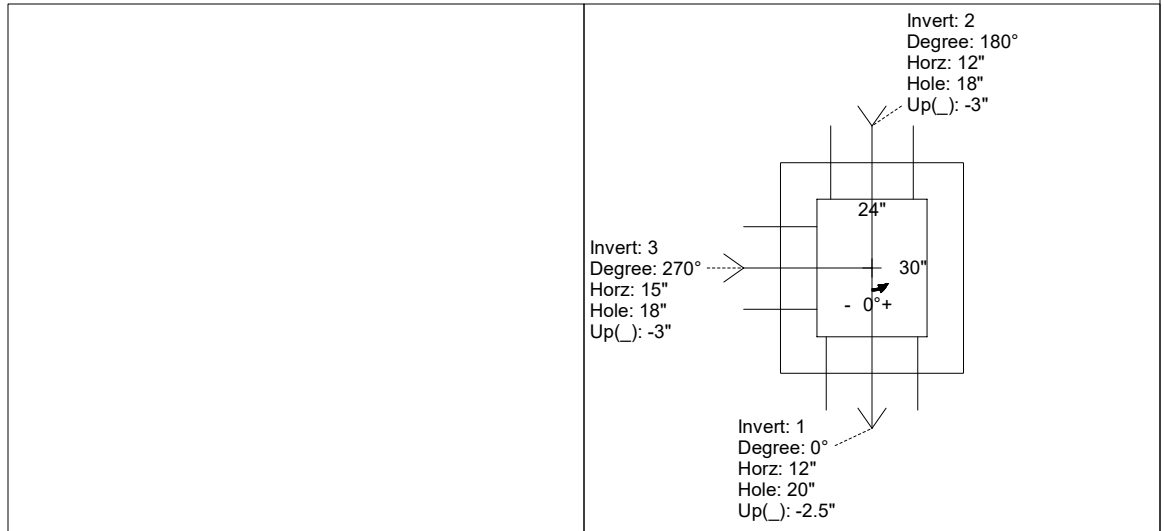 Invert: 2
Degree: 180°
Horz: 12"
Hole: 18"
Up(_): -3"
24"
Invert: 3
Degree: 270°
Horz: 15"
Hole: 18"
Up(_): -3"
30"
- 0°+
Invert: 1
Degree: 0°
Horz: 12"
Hole: 20"
Up(_): -2.5"